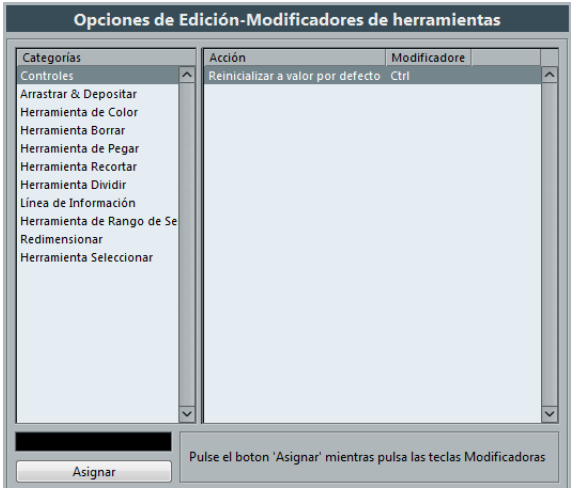 Opciones de Edición-Modificadores de herramientas
Categorías
Acción Modificadore
Controles
Reinicializar a valor por defecto Ctrl
Arrastrar & Depositar
Herramienta de Color
Herramienta Borrar
Herramienta de Pegar
Herramienta Recortar
Herramienta Dividir
Línea de Información
Herramienta de Rango de Se
Redimensionar
Herramienta Seleccionar
Pulse el boton 'Asignar' mientras pulsa las teclas Modificadoras
Asignar